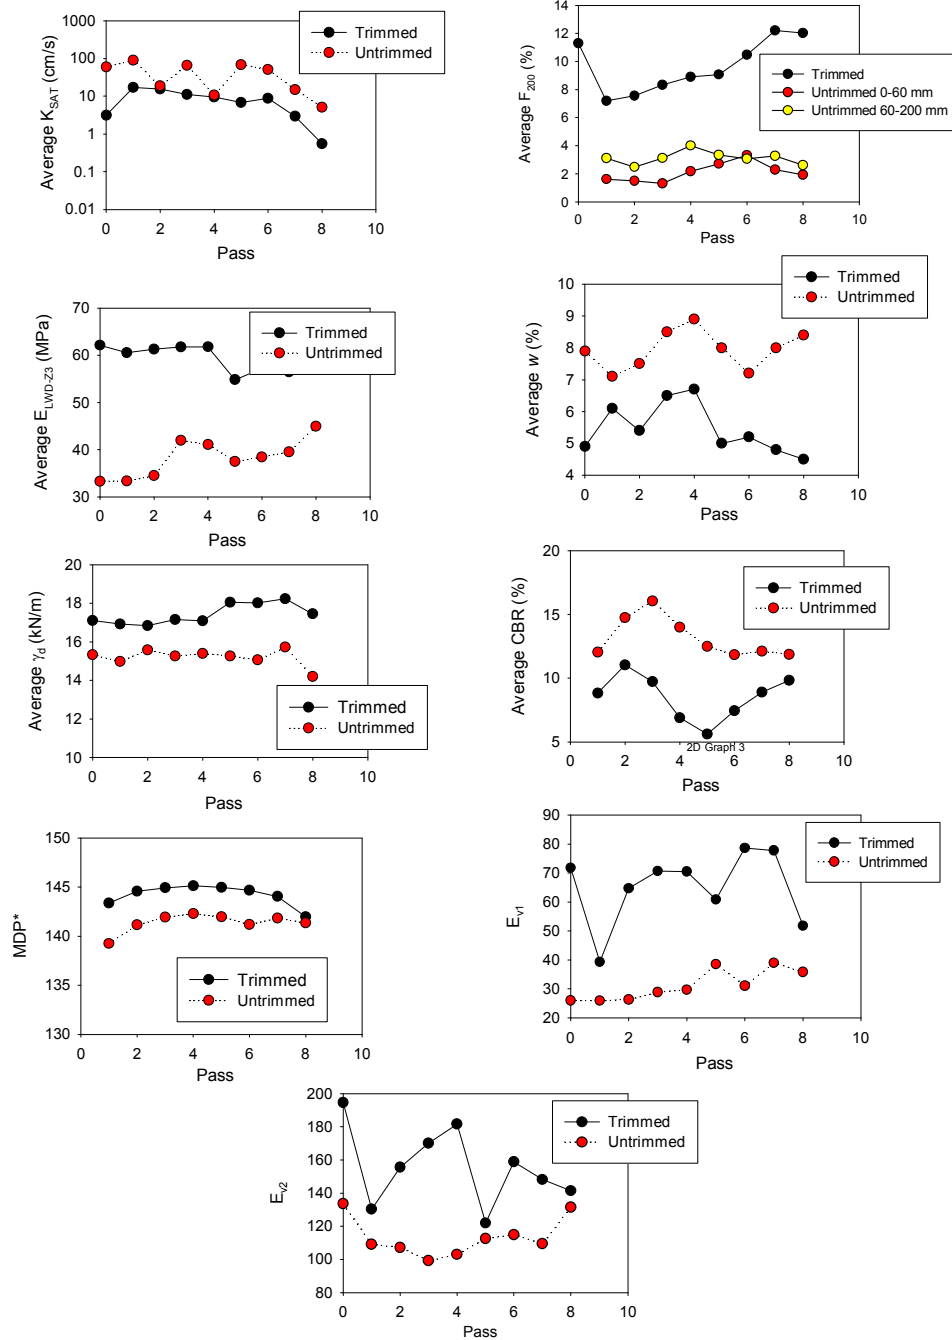 1000
100
10
1
0.1
0.01
Average K_SAT (cm/s)
Trimmed
Untrimmed
0 2 4 6 8 10
Pass
14
12
10
8
6
4
2
0
Average F_200 (%)
Trimmed
Untrimmed 0-60 mm
Untrimmed 60-200 mm
0 2 4 6 8 10
Pass
70
60
50
40
30
Average E_LWD-Z3 (MPa)
Trimmed
Untrimmed
0 2 4 6 8 10
Pass
10
9
8
7
6
5
4
Average w (%)
Trimmed
Untrimmed
0 2 4 6 8 10
Pass
20
18
16
14
12
10
Average γ_d (kN/m)
Trimmed
Untrimmed
0 2 4 6 8 10
Pass
20
15
10
5
Average CBR (%)
Trimmed
Untrimmed
2D Graph 3
0 2 4 6 8 10
Pass
150
145
140
135
130
MDP*
Trimmed
Untrimmed
0 2 4 6 8 10
Pass
90
80
70
60
50
40
30
20
E_v1
Trimmed
Untrimmed
0 2 4 6 8 10
Pass
200
180
160
140
120
100
80
E_v2
Trimmed
Untrimmed
0 2 4 6 8 10
Pass